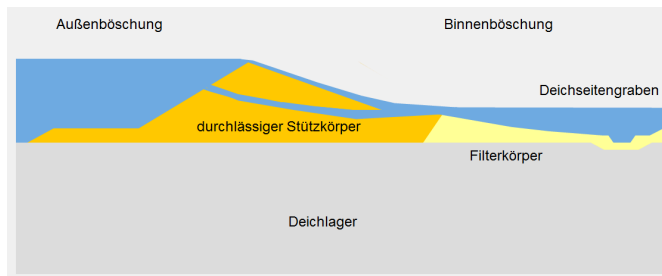 Außenböschung
Binnenböschung
Deichseitengraben
durchlässiger Stützkörper
Filterkörper
Deichlager